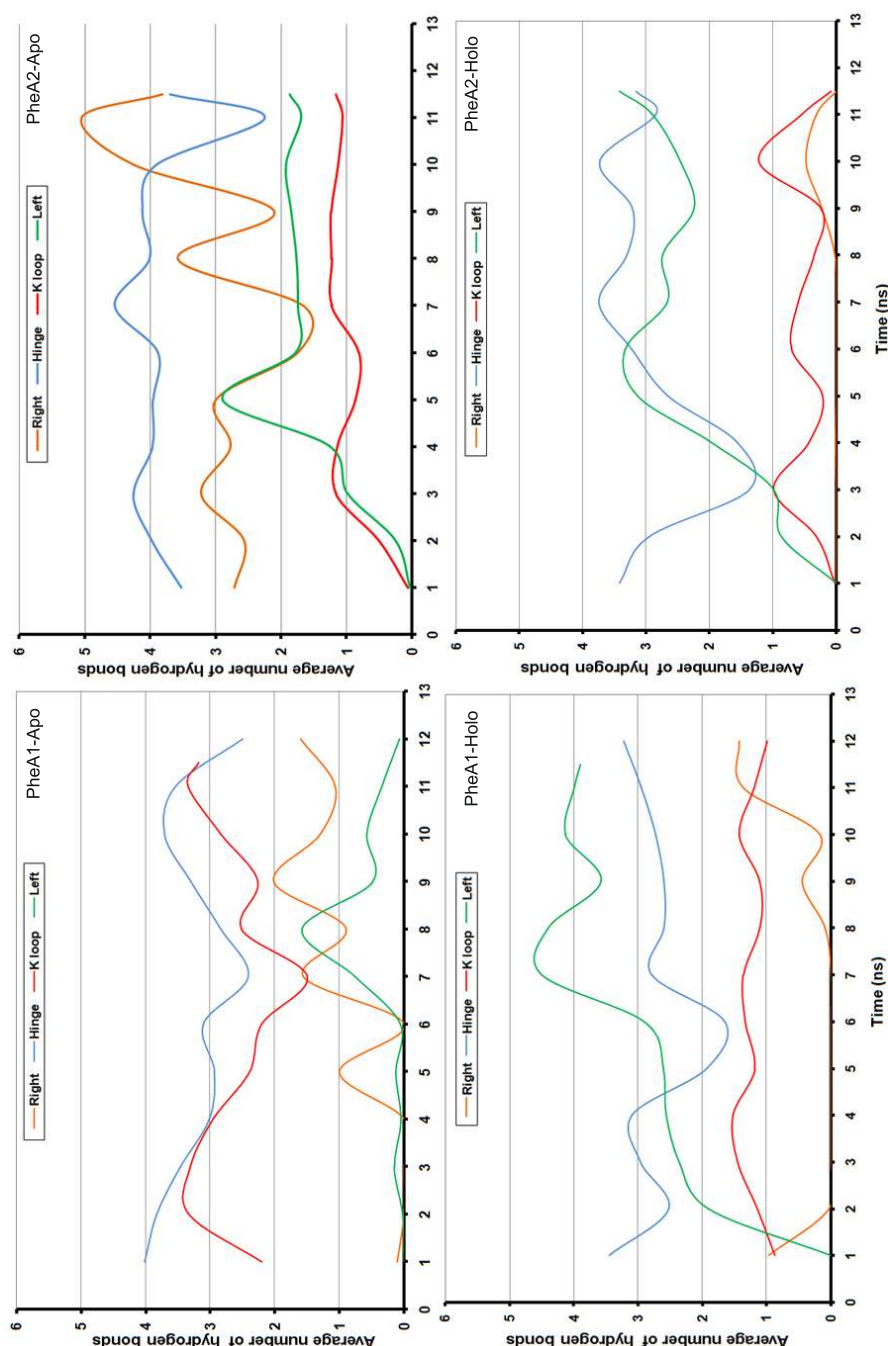 PheA1-Apo
Right Hinge K loop Left
Average number of hydrogen bonds
6
5
4
3
2
1
0
0 1 2 3 4 5 6 7 8 9 10 11 12 13
PheA2-Apo
Right Hinge K loop Left
Average number of hydrogen bonds
6
5
4
3
2
1
0
0 1 2 3 4 5 6 7 8 9 10 11 12 13
PheA1-Holo
Right Hinge K loop Left
Average number of hydrogen bonds
6
5
4
3
2
1
0
0 1 2 3 4 5 6 7 8 9 10 11 12 13
Time (ns)
PheA2-Holo
Right Hinge K loop Left
Average number of hydrogen bonds
6
5
4
3
2
1
0
0 1 2 3 4 5 6 7 8 9 10 11 12 13
Time (ns)